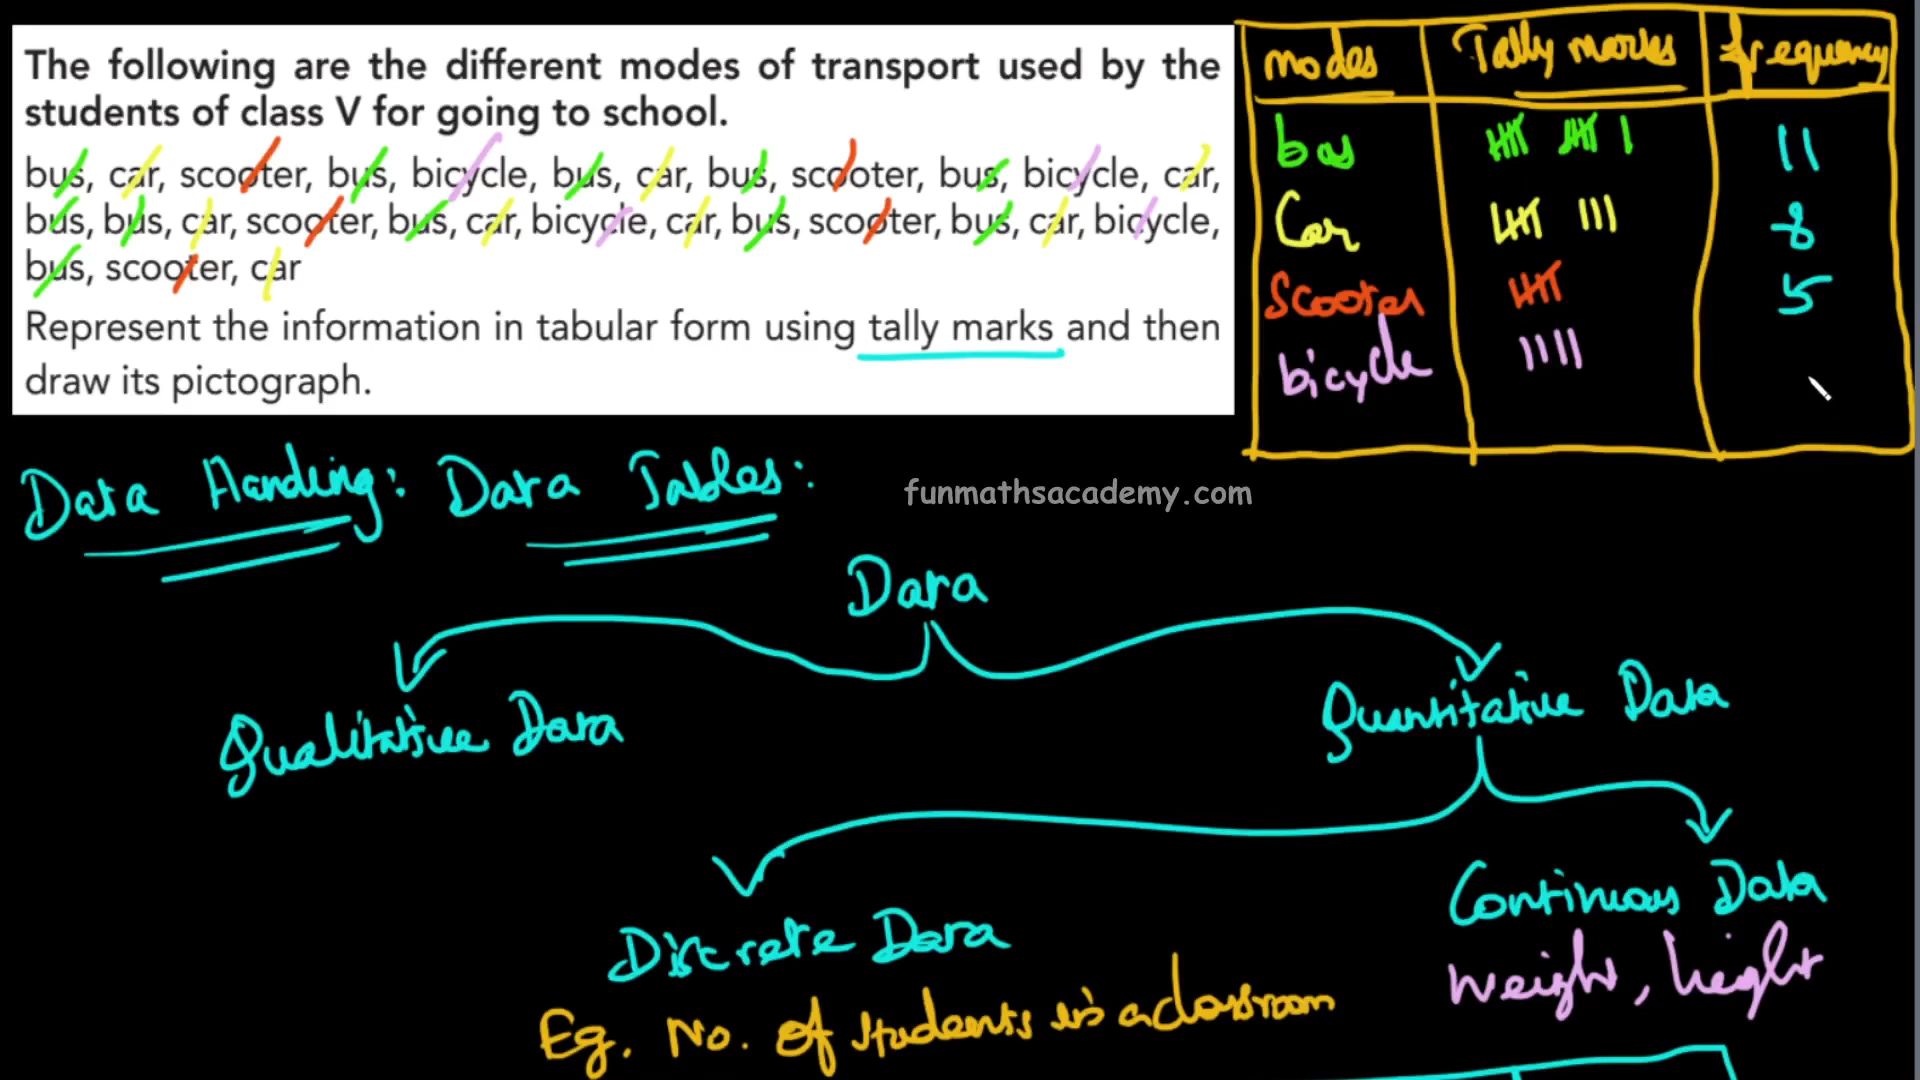 The following are the different modes of transport used by the
students of class V for going to school.
bus, car, scooter, bus, bicycle, bus, car, bus, scooter, bus, bicycle, car,
bus, bus, car, scooter, bus, car, bicycle, car, bus, scooter, bus, car, bicycle,
bus, scooter, car
Represent the information in tabular form using tally marks and then
draw its pictograph.
modes Tally marks frequency
bus 11
Car 8
Scooter 5
bicycle
Data Handling: Data Tables:
funmathsacademy.com
Data
Qualitative Data Quantitative Data
Discrete Data Continuous Data
Eg. No. of students in a classroom weight, height